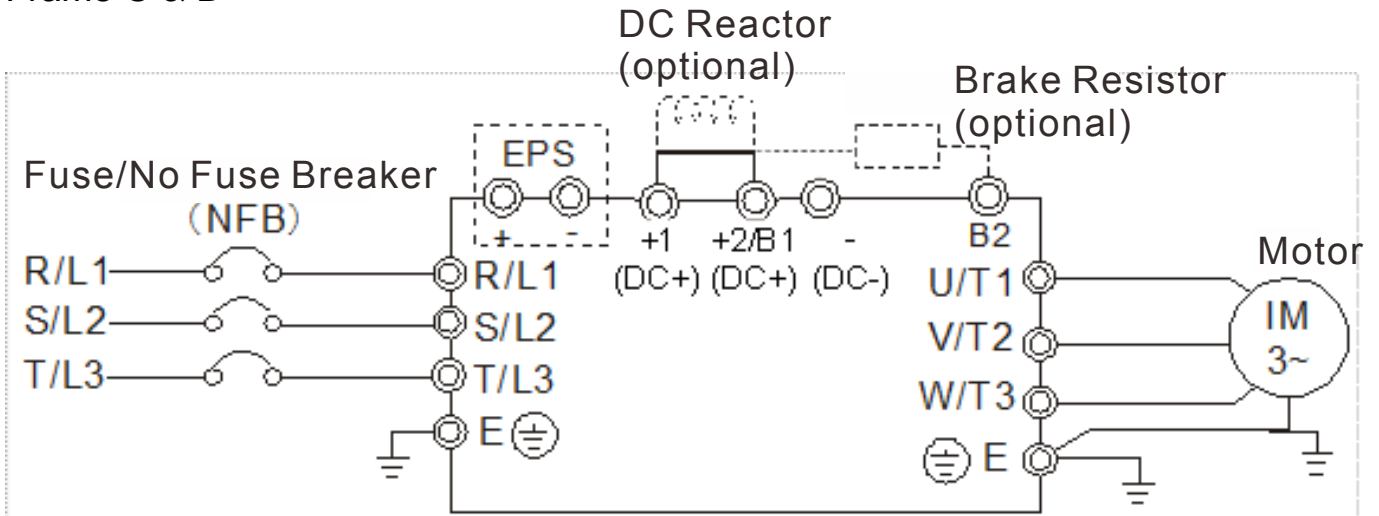 DC Reactor
(optional)
Brake Resistor
(optional)
EPS
Fuse/No Fuse Breaker
（NFB）
+ -
+1 +2/B1 - B2
(DC+) (DC+) (DC-)
Motor
R/L1 R/L1 U/T1
IM
S/L2 S/L2 V/T2
3~
T/L3 T/L3 W/T3
E E